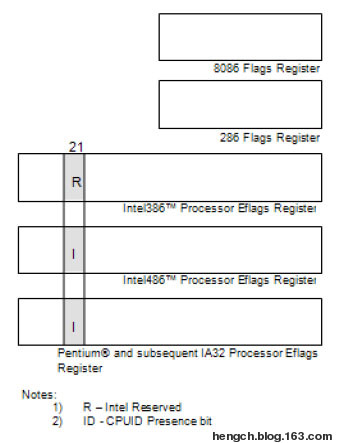 8086 Flags Register
286 Flags Register
21
R
Intel386™ Processor Eflags Register
I
Intel486™ Processor Eflags Register
I
Pentium® and subsequent IA32 Processor Eflags
Register
Notes:
1) R – Intel Reserved
2) ID - CPUID Presence bit
hengch.blog.163.com